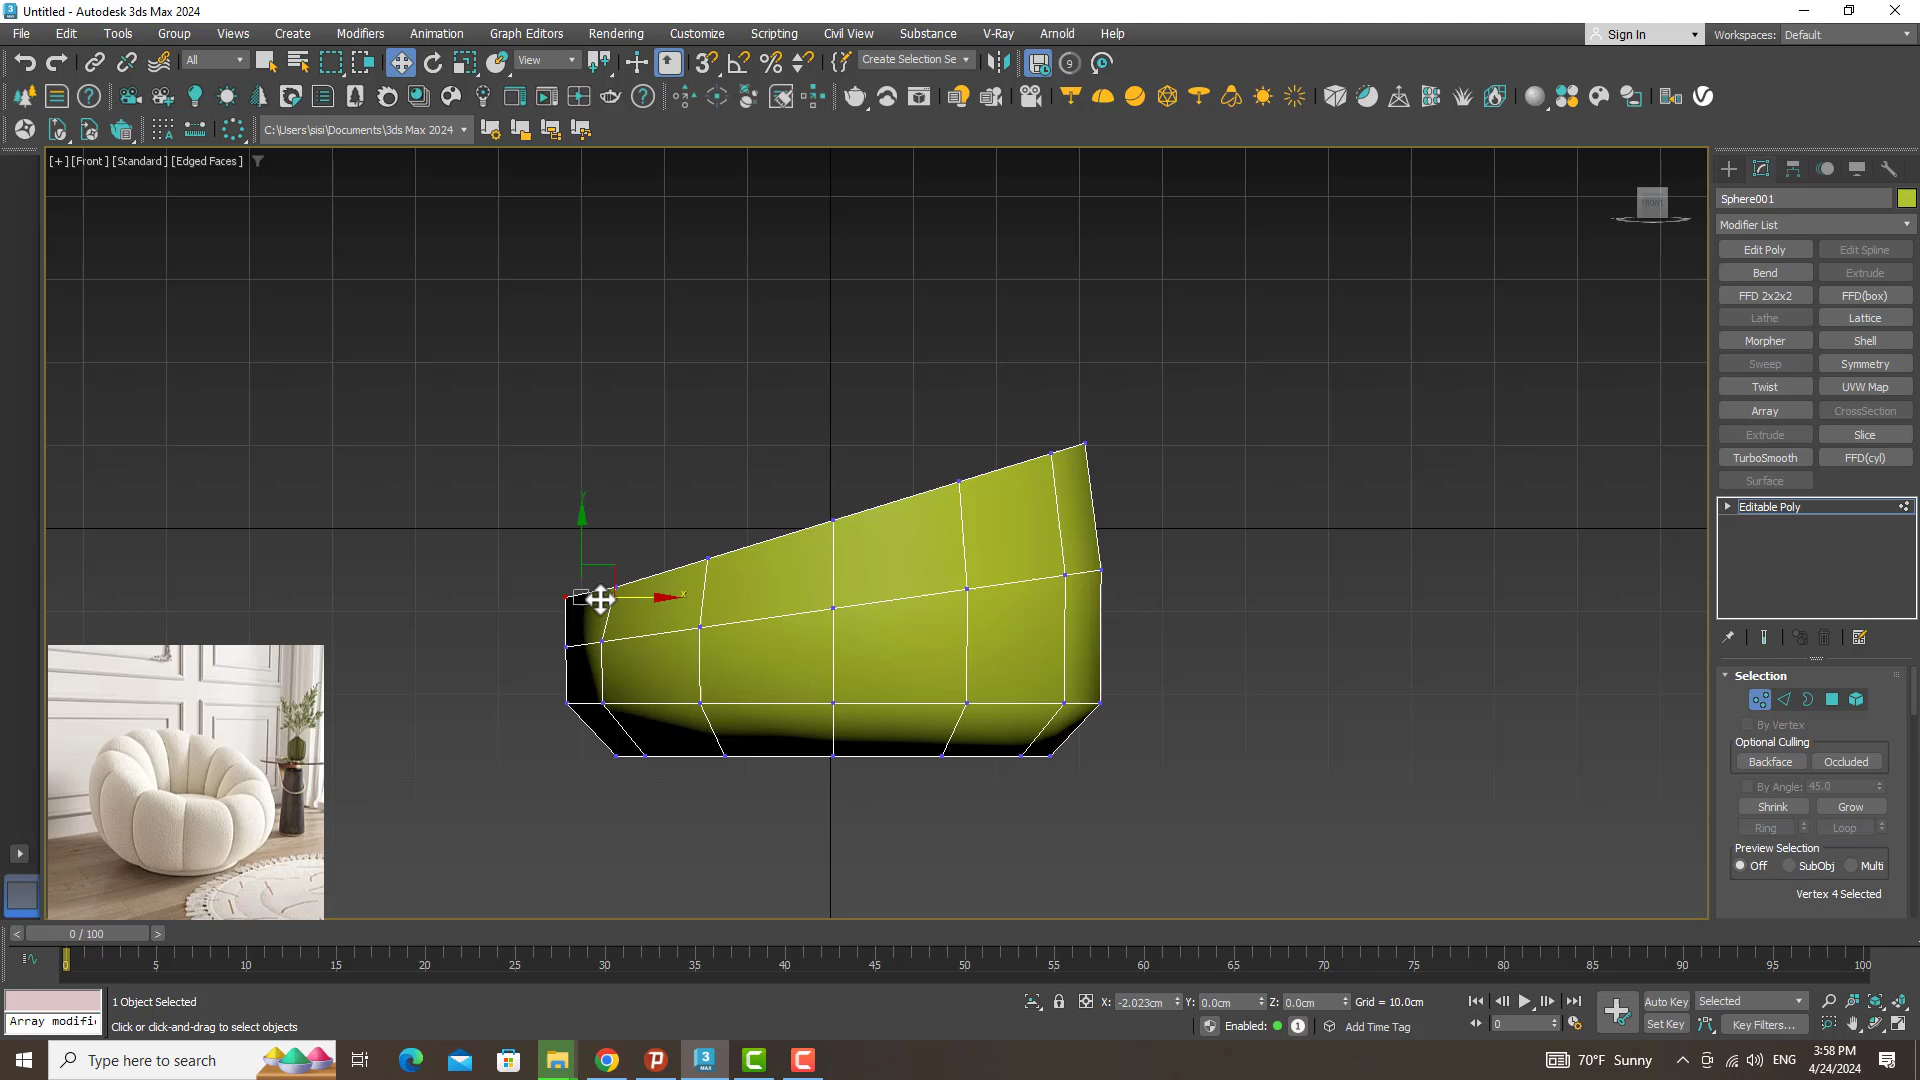 Untitled - Autodesk 3ds Max 2024
File Edit Tools Group Views Create Modifiers Animation Graph Editors Rendering Customize Scripting Civil View Substance V-Ray Arnold Help
Sign In Workspaces: Default
All View Create Selection Se
C:\Users\sisi\Documents\3ds Max 2024
[+] [Front] [Standard] [Edged Faces]
FRONT
y
x
Sphere001
Modifier List
Edit Poly Edit Spline
Bend Extrude
FFD 2x2x2 FFD(box)
Lathe Lattice
Morpher Shell
Sweep Symmetry
Twist UVW Map
Array CrossSection
Extrude Slice
TurboSmooth FFD(cyl)
Surface
Editable Poly
Selection
By Vertex
Optional Culling
Backface Occluded
By Angle: 45.0
Shrink Grow
Ring Loop
Preview Selection
Off SubObj Multi
Vertex 4 Selected
0 / 100
0 5 10 15 20 25 30 35 40 45 50 55 60 65 70 75 80 85 90 95 100
1 Object Selected
X: -2.023cm Y: 0.0cm Z: 0.0cm Grid = 10.0cm
Auto Key Selected
Array modifi
Click or click-and-drag to select objects
Enabled: 1 Add Time Tag
0 Set Key Key Filters...
Type here to search
70°F Sunny ENG
3:58 PM
4/24/2024